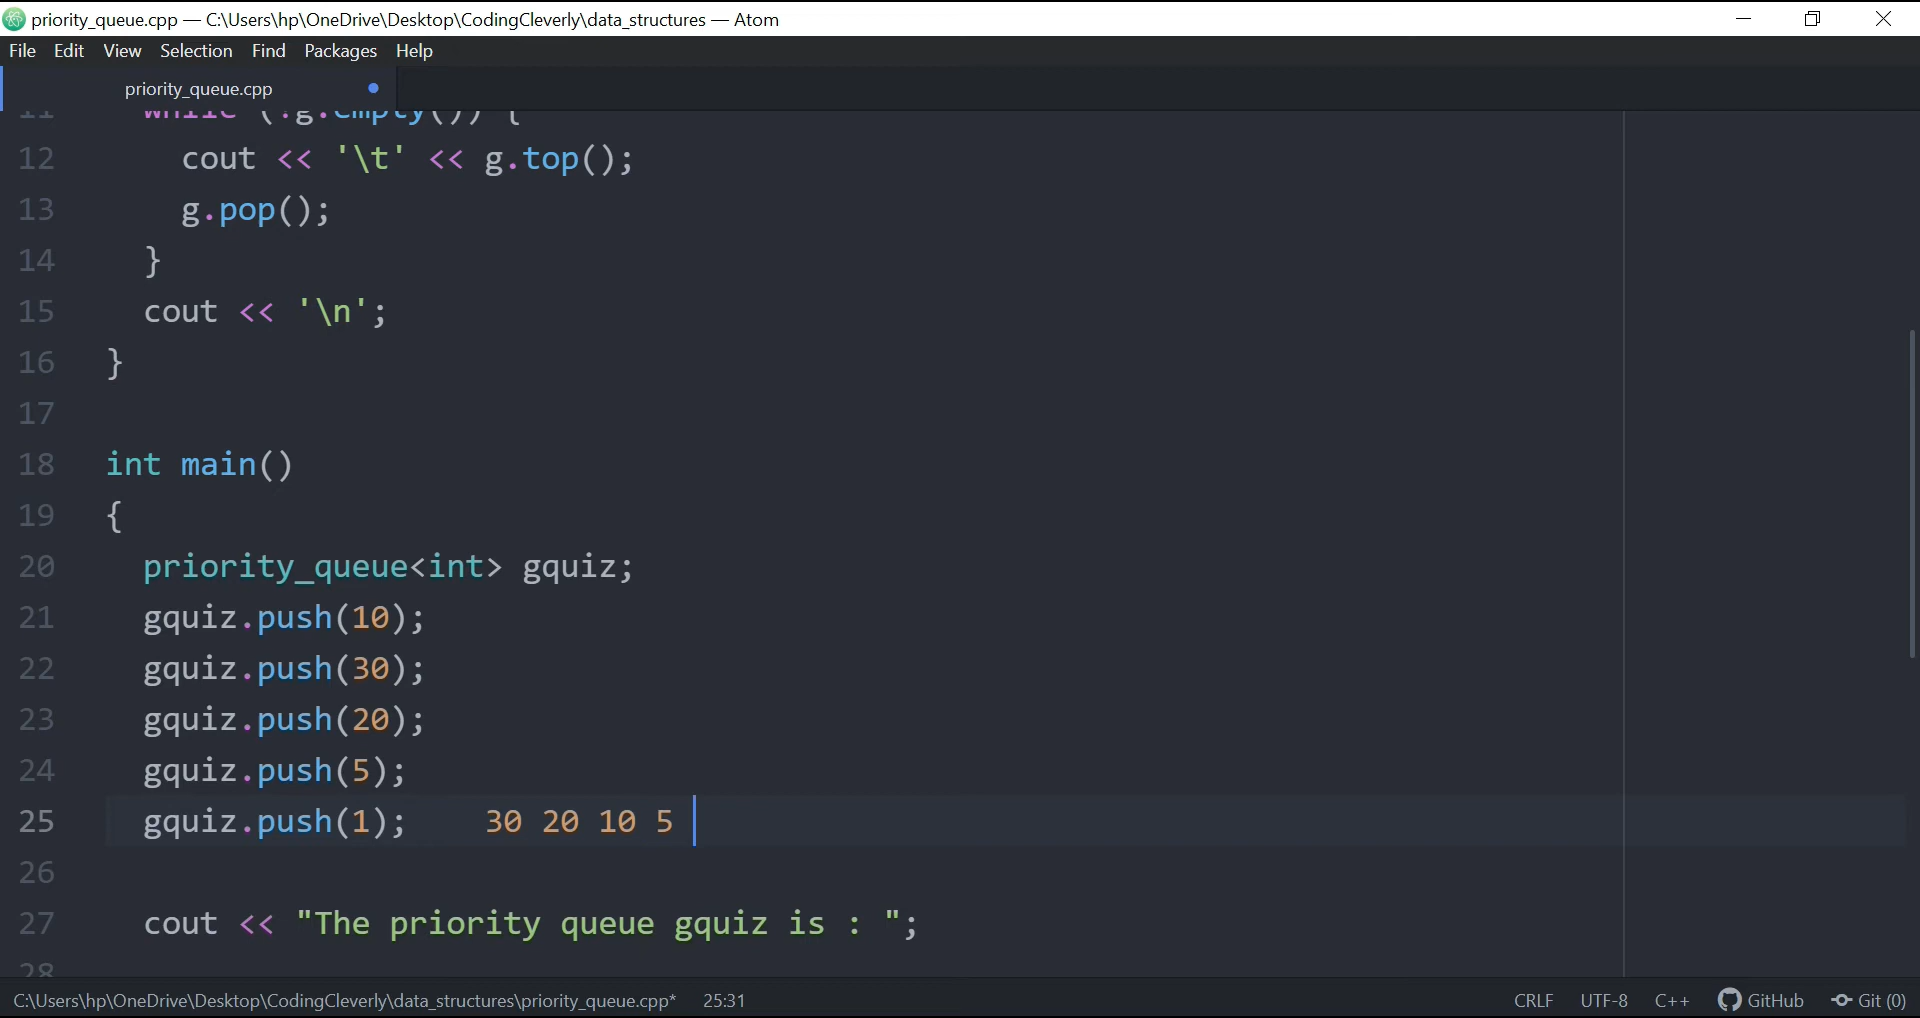 priority_queue.cpp — C:\Users\hp\OneDrive\Desktop\CodingCleverly\data_structures — Atom
File Edit View Selection Find Packages Help
priority_queue.cpp
11 while (!g.empty()) {
12 cout << '\t' << g.top();
13 g.pop();
14 }
15 cout << '\n';
16 }
17
18 int main()
19 {
20 priority_queue<int> gquiz;
21 gquiz.push(10);
22 gquiz.push(30);
23 gquiz.push(20);
24 gquiz.push(5);
25 gquiz.push(1); 30 20 10 5
26
27 cout << "The priority queue gquiz is : ";
28
C:\Users\hp\OneDrive\Desktop\CodingCleverly\data_structures\priority_queue.cpp* 25:31 CRLF UTF-8 C++ GitHub Git (0)